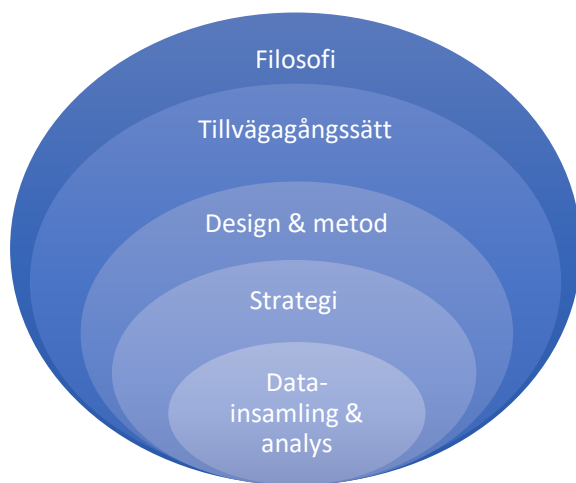 Filosofi
Tillvägagångssätt
Design & metod
Strategi
Data-
insamling &
analys